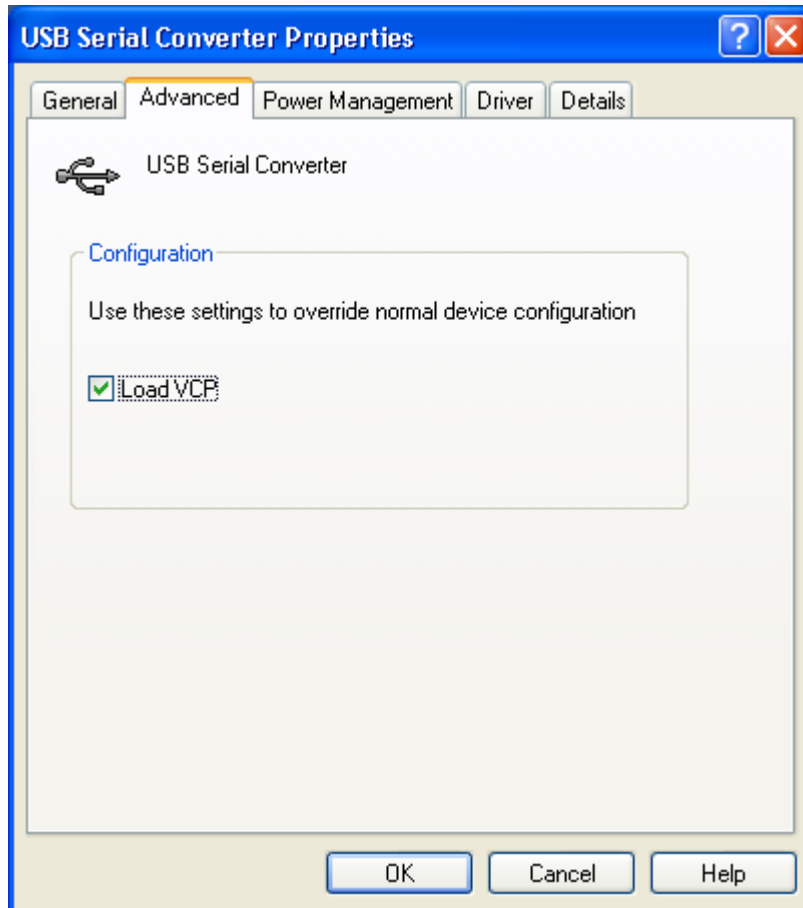 USB Serial Converter Properties
General Advanced Power Management Driver Details
USB Serial Converter
Configuration
Use these settings to override normal device configuration
Load VCP
OK Cancel Help